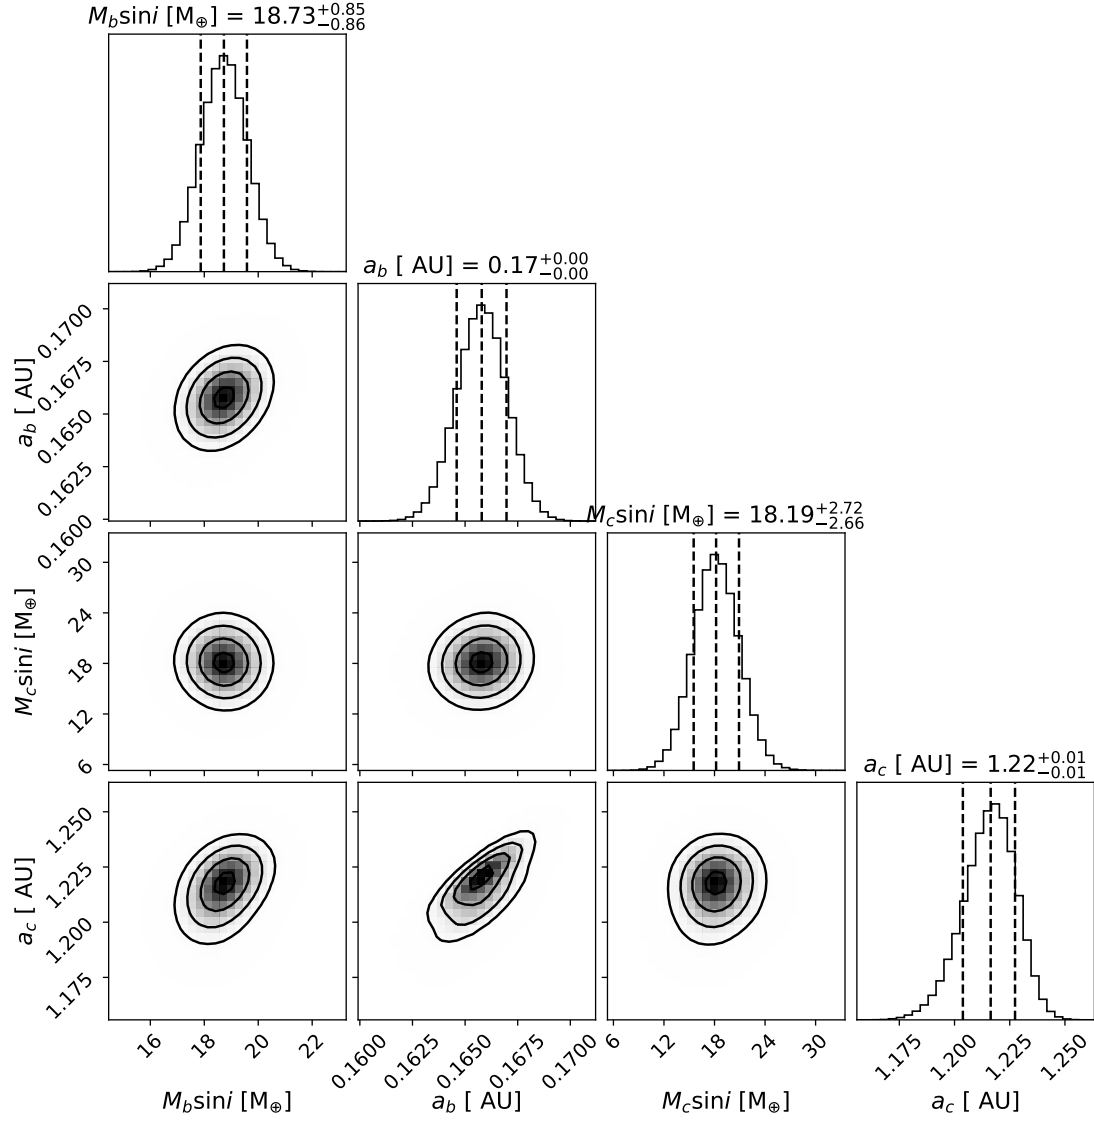 M_b sini [M_⊕] = 18.73^{+0.85}_{−0.86}
a_b [ AU] = 0.17^{+0.00}_{−0.00}
0.1700
0.1675
0.1650
0.1625
0.1600
a_b [ AU]
M_c sini [M_⊕] = 18.19^{+2.72}_{−2.66}
30
24
18
12
6
M_c sini [M_⊕]
a_c [ AU] = 1.22^{+0.01}_{−0.01}
1.250
1.225
1.200
1.175
a_c [ AU]
16 18 20 22
0.1600 0.1625 0.1650 0.1675 0.1700
6 12 18 24 30
1.175 1.200 1.225 1.250
M_b sini [M_⊕]
a_b [ AU]
M_c sini [M_⊕]
a_c [ AU]